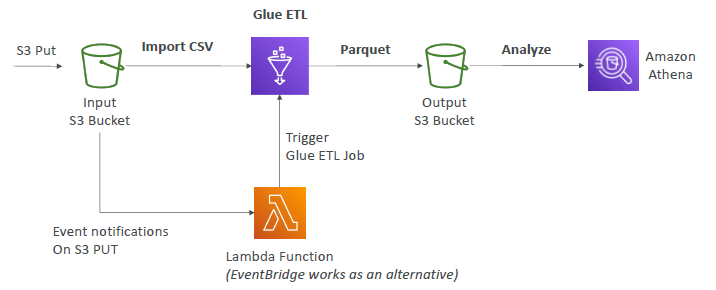 Glue ETL
S3 Put
Import CSV
Parquet
Analyze
Amazon
Athena
Input
S3 Bucket
Output
S3 Bucket
Trigger
Glue ETL Job
Event notifications
On S3 PUT
Lambda Function
(EventBridge works as an alternative)